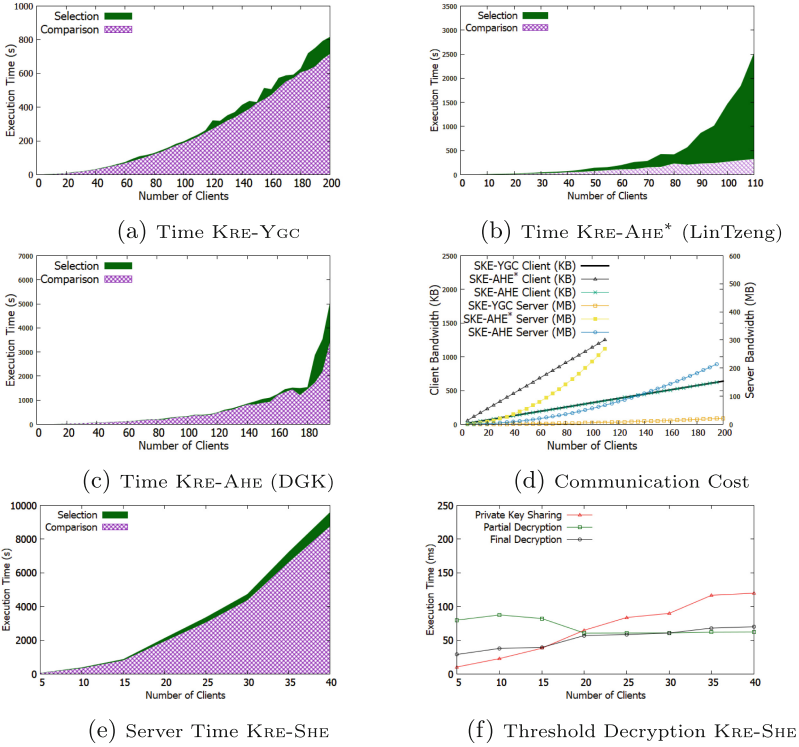 Execution Time (s)
Selection
Comparison
1000
800
600
400
200
0
0 20 40 60 80 100 120 140 160 180 200
Number of Clients
(a) Time KRE-YGC
Execution Time (s)
Selection
Comparison
3500
3000
2500
2000
1500
1000
500
0
0 10 20 30 40 50 60 70 80 90 100 110
Number of Clients
(b) Time KRE-AHE* (LinTzeng)
Execution Time (s)
Selection
Comparison
7000
6000
5000
4000
3000
2000
1000
0
20 40 60 80 100 120 140 160 180
Number of Clients
(c) Time KRE-AHE (DGK)
Client Bandwidth (KB)
SKE-YGC Client (KB)
SKE-AHE* Client (KB)
SKE-AHE Client (KB)
SKE-YGC Server (MB)
SKE-AHE* Server (MB)
SKE-AHE Server (MB)
2500
2000
1500
1000
500
0
0 20 40 60 80 100 120 140 160 180 200
Number of Clients
600
500
400
300
200
100
0
Server Bandwidth (MB)
(d) Communication Cost
Execution Time (s)
Selection
Comparison
10000
8000
6000
4000
2000
0
5 10 15 20 25 30 35 40
Number of Clients
(e) Server Time KRE-SHE
Execution Time (ms)
Private Key Sharing
Partial Decryption
Final Decryption
250
200
150
100
50
0
5 10 15 20 25 30 35 40
Number of Clients
(f) Threshold Decryption KRE-SHE